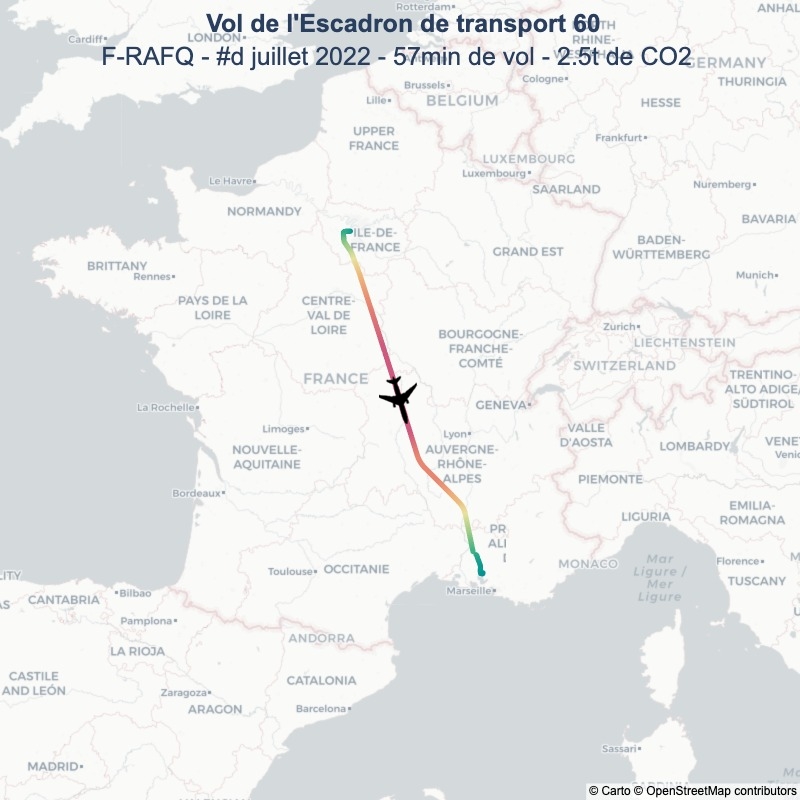 Vol de l'Escadron de transport 60
F-RAFQ - #d juillet 2022 - 57min de vol - 2.5t de CO2
Rotterdam
Cardiff
LONDON
Brussels
BELGIUM
Lille
Cologne
GERMANY
THURINGIA
HESSE
UPPER
FRANCE
Frankfurt
LUXEMBOURG
Luxembourg
SAARLAND
Nuremberg
Le Havre
NORMANDY
ILE-DE-
FRANCE
GRAND EST
BADEN-
WÜRTTEMBERG
BAVARIA
Munich
BRITTANY
Rennes
PAYS DE LA
LOIRE
CENTRE-
VAL DE
LOIRE
BOURGOGNE-
FRANCHE-
COMTÉ
Zurich
LIECHTENSTEIN
SWITZERLAND
TRENTINO-
ALTO ADIGE/
SÜDTIROL
FRANCE
GENEVA
La Rochelle
Limoges
Lyon
VALLE
D'AOSTA
LOMBARDY
VENE
Venic
NOUVELLE-
AQUITAINE
AUVERGNE-
RHÔNE-
ALPES
PIEMONTE
Bordeaux
EMILIA-
ROMAGNA
LIGURIA
PR
MONACO
Mar
Ligure /
Mer
Ligure
Florence
TUSCANY
Toulouse
OCCITANIE
Marseille
Bilbao
CANTABRIA
Pamplona
LA RIOJA
ANDORRA
CASTILE
AND LEÓN
Zaragoza
ARAGON
CATALONIA
Barcelona
Sassari
MADRID
© Carto © OpenStreetMap contributors